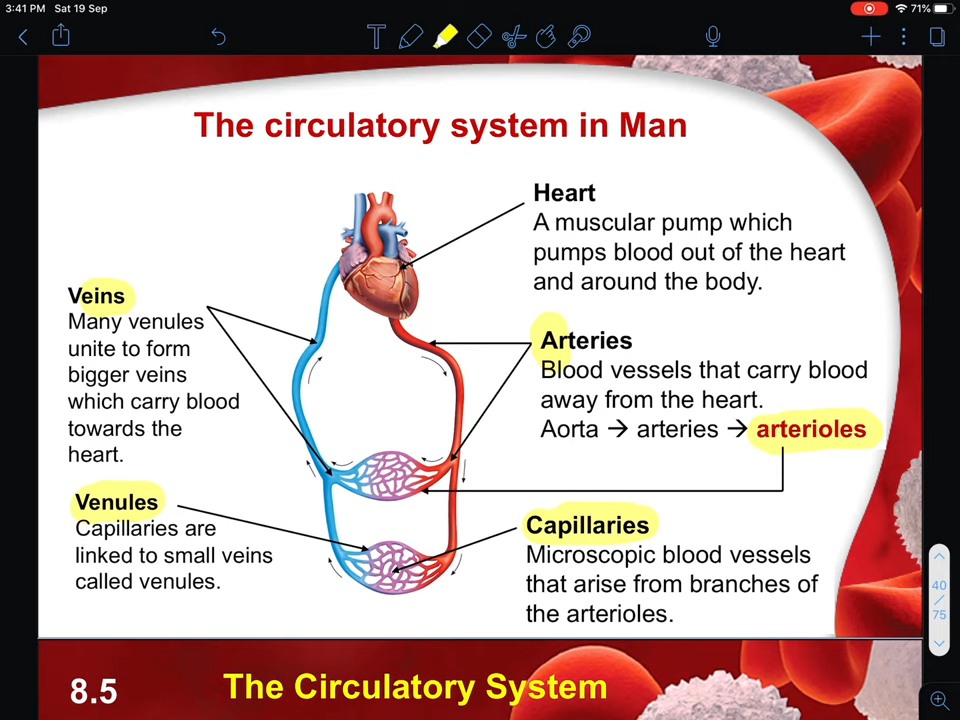 3:41 PM Sat 19 Sep
71%
The circulatory system in Man
Heart
A muscular pump which
pumps blood out of the heart
and around the body.
Veins
Many venules
unite to form
bigger veins
which carry blood
towards the
heart.
Arteries
Blood vessels that carry blood
away from the heart.
Aorta → arteries → arterioles
Venules
Capillaries are
linked to small veins
called venules.
Capillaries
Microscopic blood vessels
that arise from branches of
the arterioles.
40
/
75
8.5 The Circulatory System